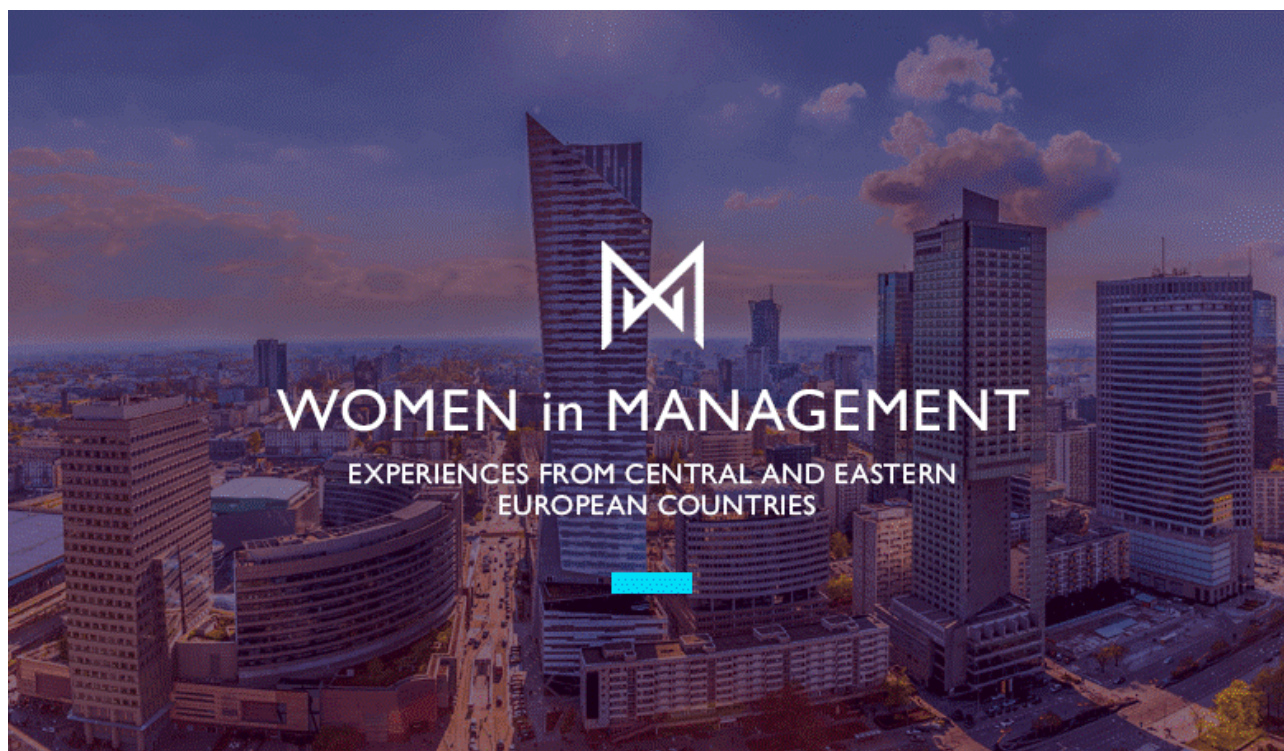 WOMEN in MANAGEMENT
EXPERIENCES FROM CENTRAL AND EASTERN
EUROPEAN COUNTRIES